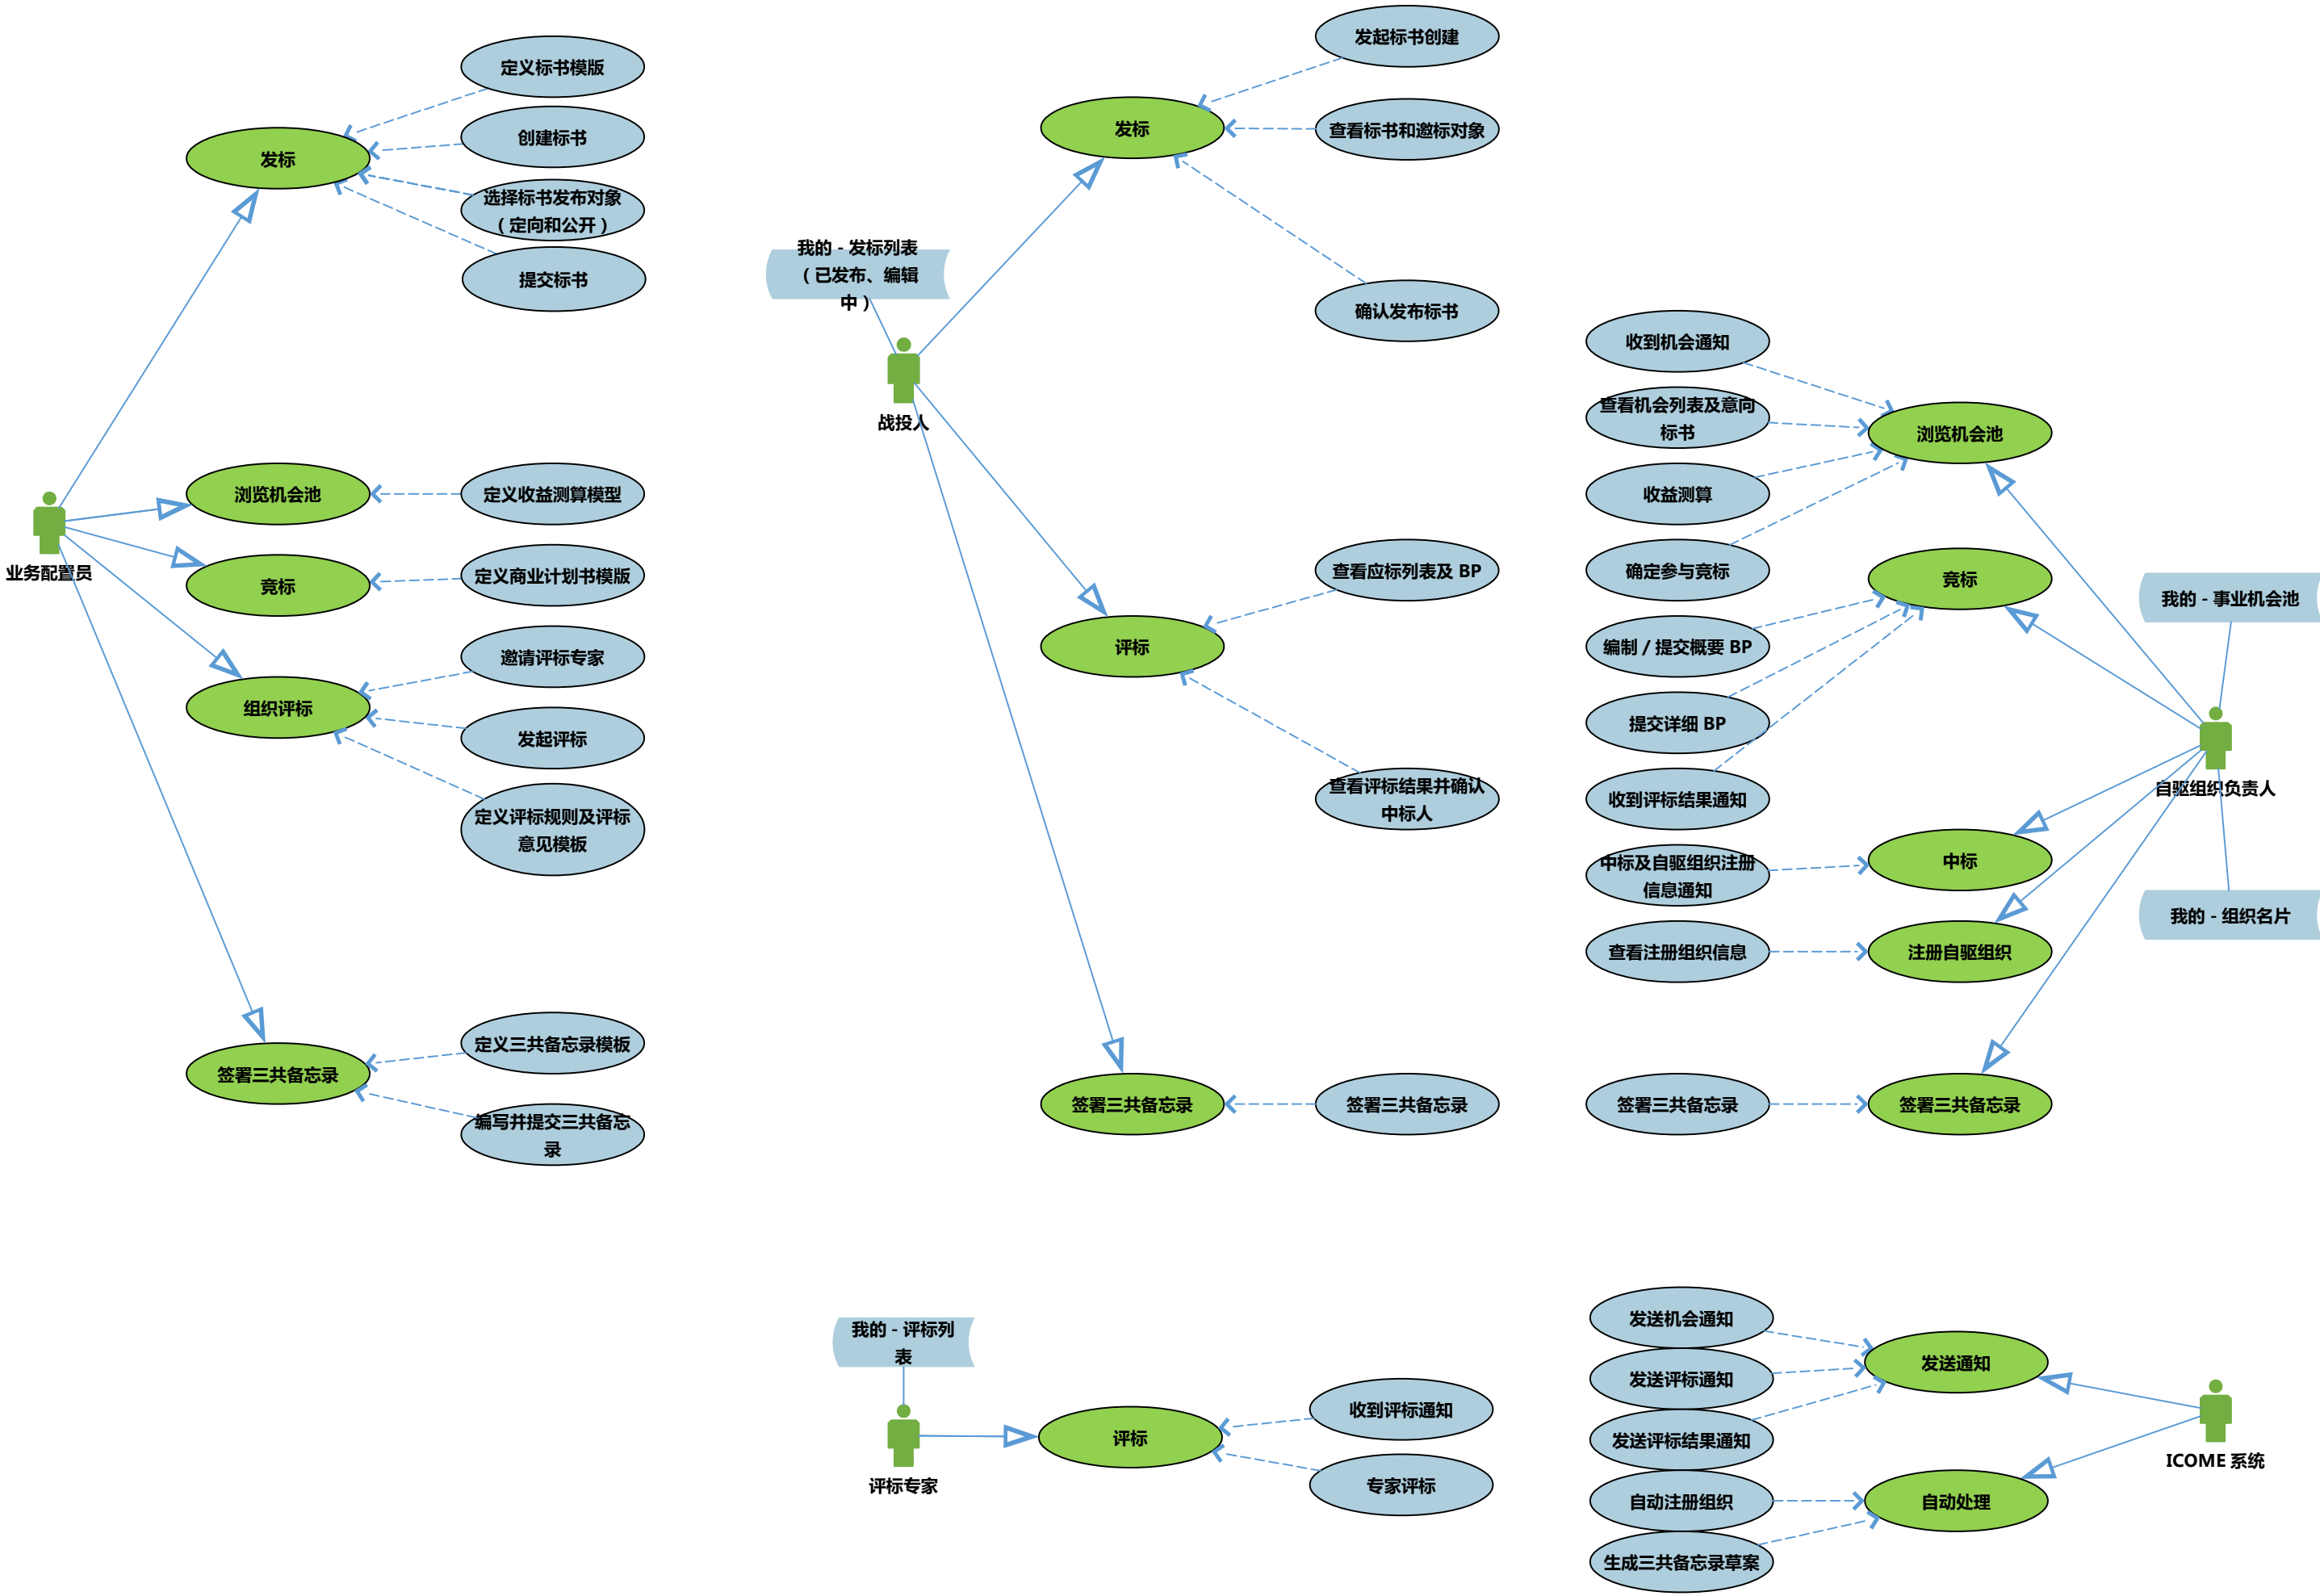 定义标书模版
创建标书
发标
选择标书发布对象
（定向和公开）
提交标书
浏览机会池
定义收益测算模型
业务配置员
竞标
定义商业计划书模版
邀请评标专家
组织评标
发起评标
定义评标规则及评标
意见模板
定义三共备忘录模板
签署三共备忘录
编写并提交三共备忘
录
发起标书创建
发标
查看标书和邀标对象
我的 - 发标列表
（已发布、编辑
中）
确认发布标书
战投人
查看应标列表及 BP
评标
查看评标结果并确认
中标人
签署三共备忘录
签署三共备忘录
收到机会通知
查看机会列表及意向
标书
浏览机会池
收益测算
确定参与竞标
竞标
我的 - 事业机会池
编制 / 提交概要 BP
提交详细 BP
自驱组织负责人
收到评标结果通知
中标及自驱组织注册
信息通知
中标
我的 - 组织名片
查看注册组织信息
注册自驱组织
签署三共备忘录
签署三共备忘录
我的 - 评标列
表
收到评标通知
评标
评标专家
专家评标
发送机会通知
发送通知
发送评标通知
发送评标结果通知
ICOME 系统
自动注册组织
自动处理
生成三共备忘录草案